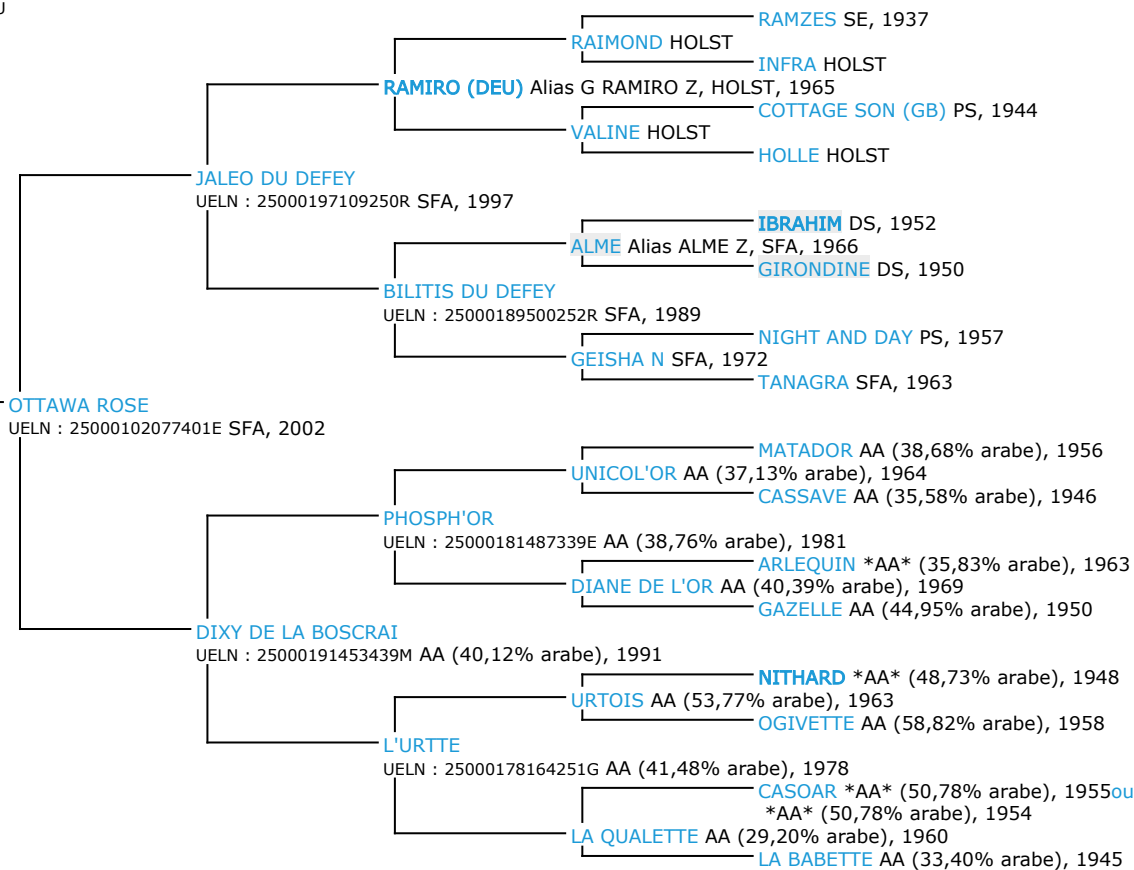 U
RAMZES SE, 1937
RAIMOND HOLST
INFRA HOLST
RAMIRO (DEU) Alias G RAMIRO Z, HOLST, 1965
COTTAGE SON (GB) PS, 1944
VALINE HOLST
HOLLE HOLST
JALEO DU DEFEY
UELN : 25000197109250R SFA, 1997
IBRAHIM DS, 1952
ALME Alias ALME Z, SFA, 1966
GIRONDINE DS, 1950
BILITIS DU DEFEY
UELN : 25000189500252R SFA, 1989
NIGHT AND DAY PS, 1957
GEISHA N SFA, 1972
TANAGRA SFA, 1963
OTTAWA ROSE
UELN : 25000102077401E SFA, 2002
MATADOR AA (38,68% arabe), 1956
UNICOL'OR AA (37,13% arabe), 1964
CASSAVE AA (35,58% arabe), 1946
PHOSPH'OR
UELN : 25000181487339E AA (38,76% arabe), 1981
ARLEQUIN *AA* (35,83% arabe), 1963
DIANE DE L'OR AA (40,39% arabe), 1969
GAZELLE AA (44,95% arabe), 1950
DIXY DE LA BOSCRAI
UELN : 25000191453439M AA (40,12% arabe), 1991
NITHARD *AA* (48,73% arabe), 1948
URTOIS AA (53,77% arabe), 1963
OGIVETTE AA (58,82% arabe), 1958
L'URTTE
UELN : 25000178164251G AA (41,48% arabe), 1978
CASOAR *AA* (50,78% arabe), 1955ou
*AA* (50,78% arabe), 1954
LA QUALETTE AA (29,20% arabe), 1960
LA BABETTE AA (33,40% arabe), 1945